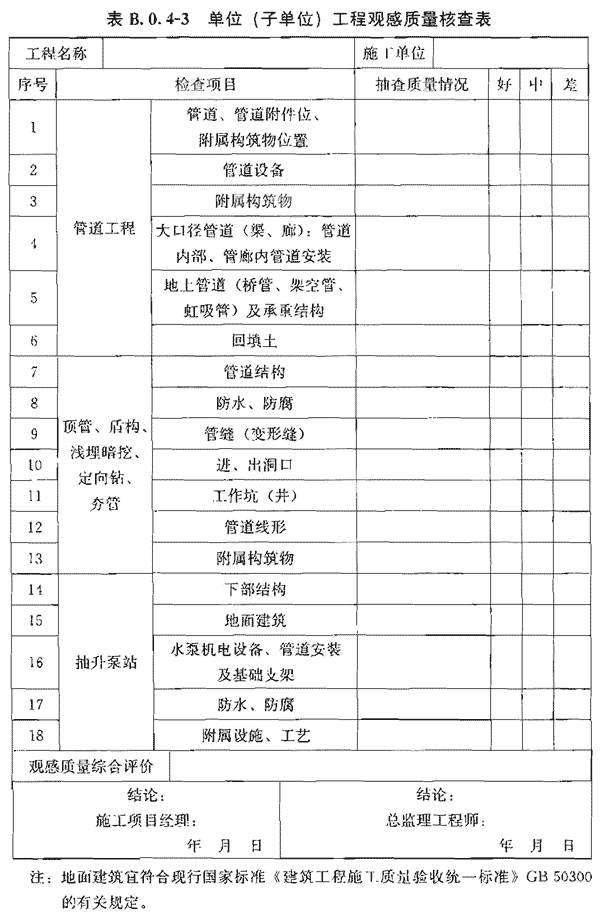 表 B.0.4-3 单位（子单位）工程观感质量核查表
工程名称 施工单位
序号 检查项目 抽查质量情况 好 中 差
1 管道工程 管道、管道附件位、
附属构筑物位置
2 管道设备
3 附属构筑物
4 大口径管道（渠、廊）：管道
内部、管廊内管道安装
5 地上管道（桥管、架空管、
虹吸管）及承重结构
6 回填土
顶管、盾构、
浅埋暗挖、
定向钻、
夯管
7 管道结构
8 防水、防腐
9 管缝（变形缝）
10 进、出洞口
11 工作坑（井）
12 管道线形
13 附属构筑物
抽升泵站
14 下部结构
15 地面建筑
16 水泵机电设备、管道安装
及基础支架
17 防水、防腐
18 附属设施、工艺
观感质量综合评价
结论：
施工项目经理：
年 月 日
结论：
总监理工程师：
年 月 日
注：地面建筑宜符合现行国家标准《建筑工程施工质量验收统一标准》GB 50300
的有关规定。